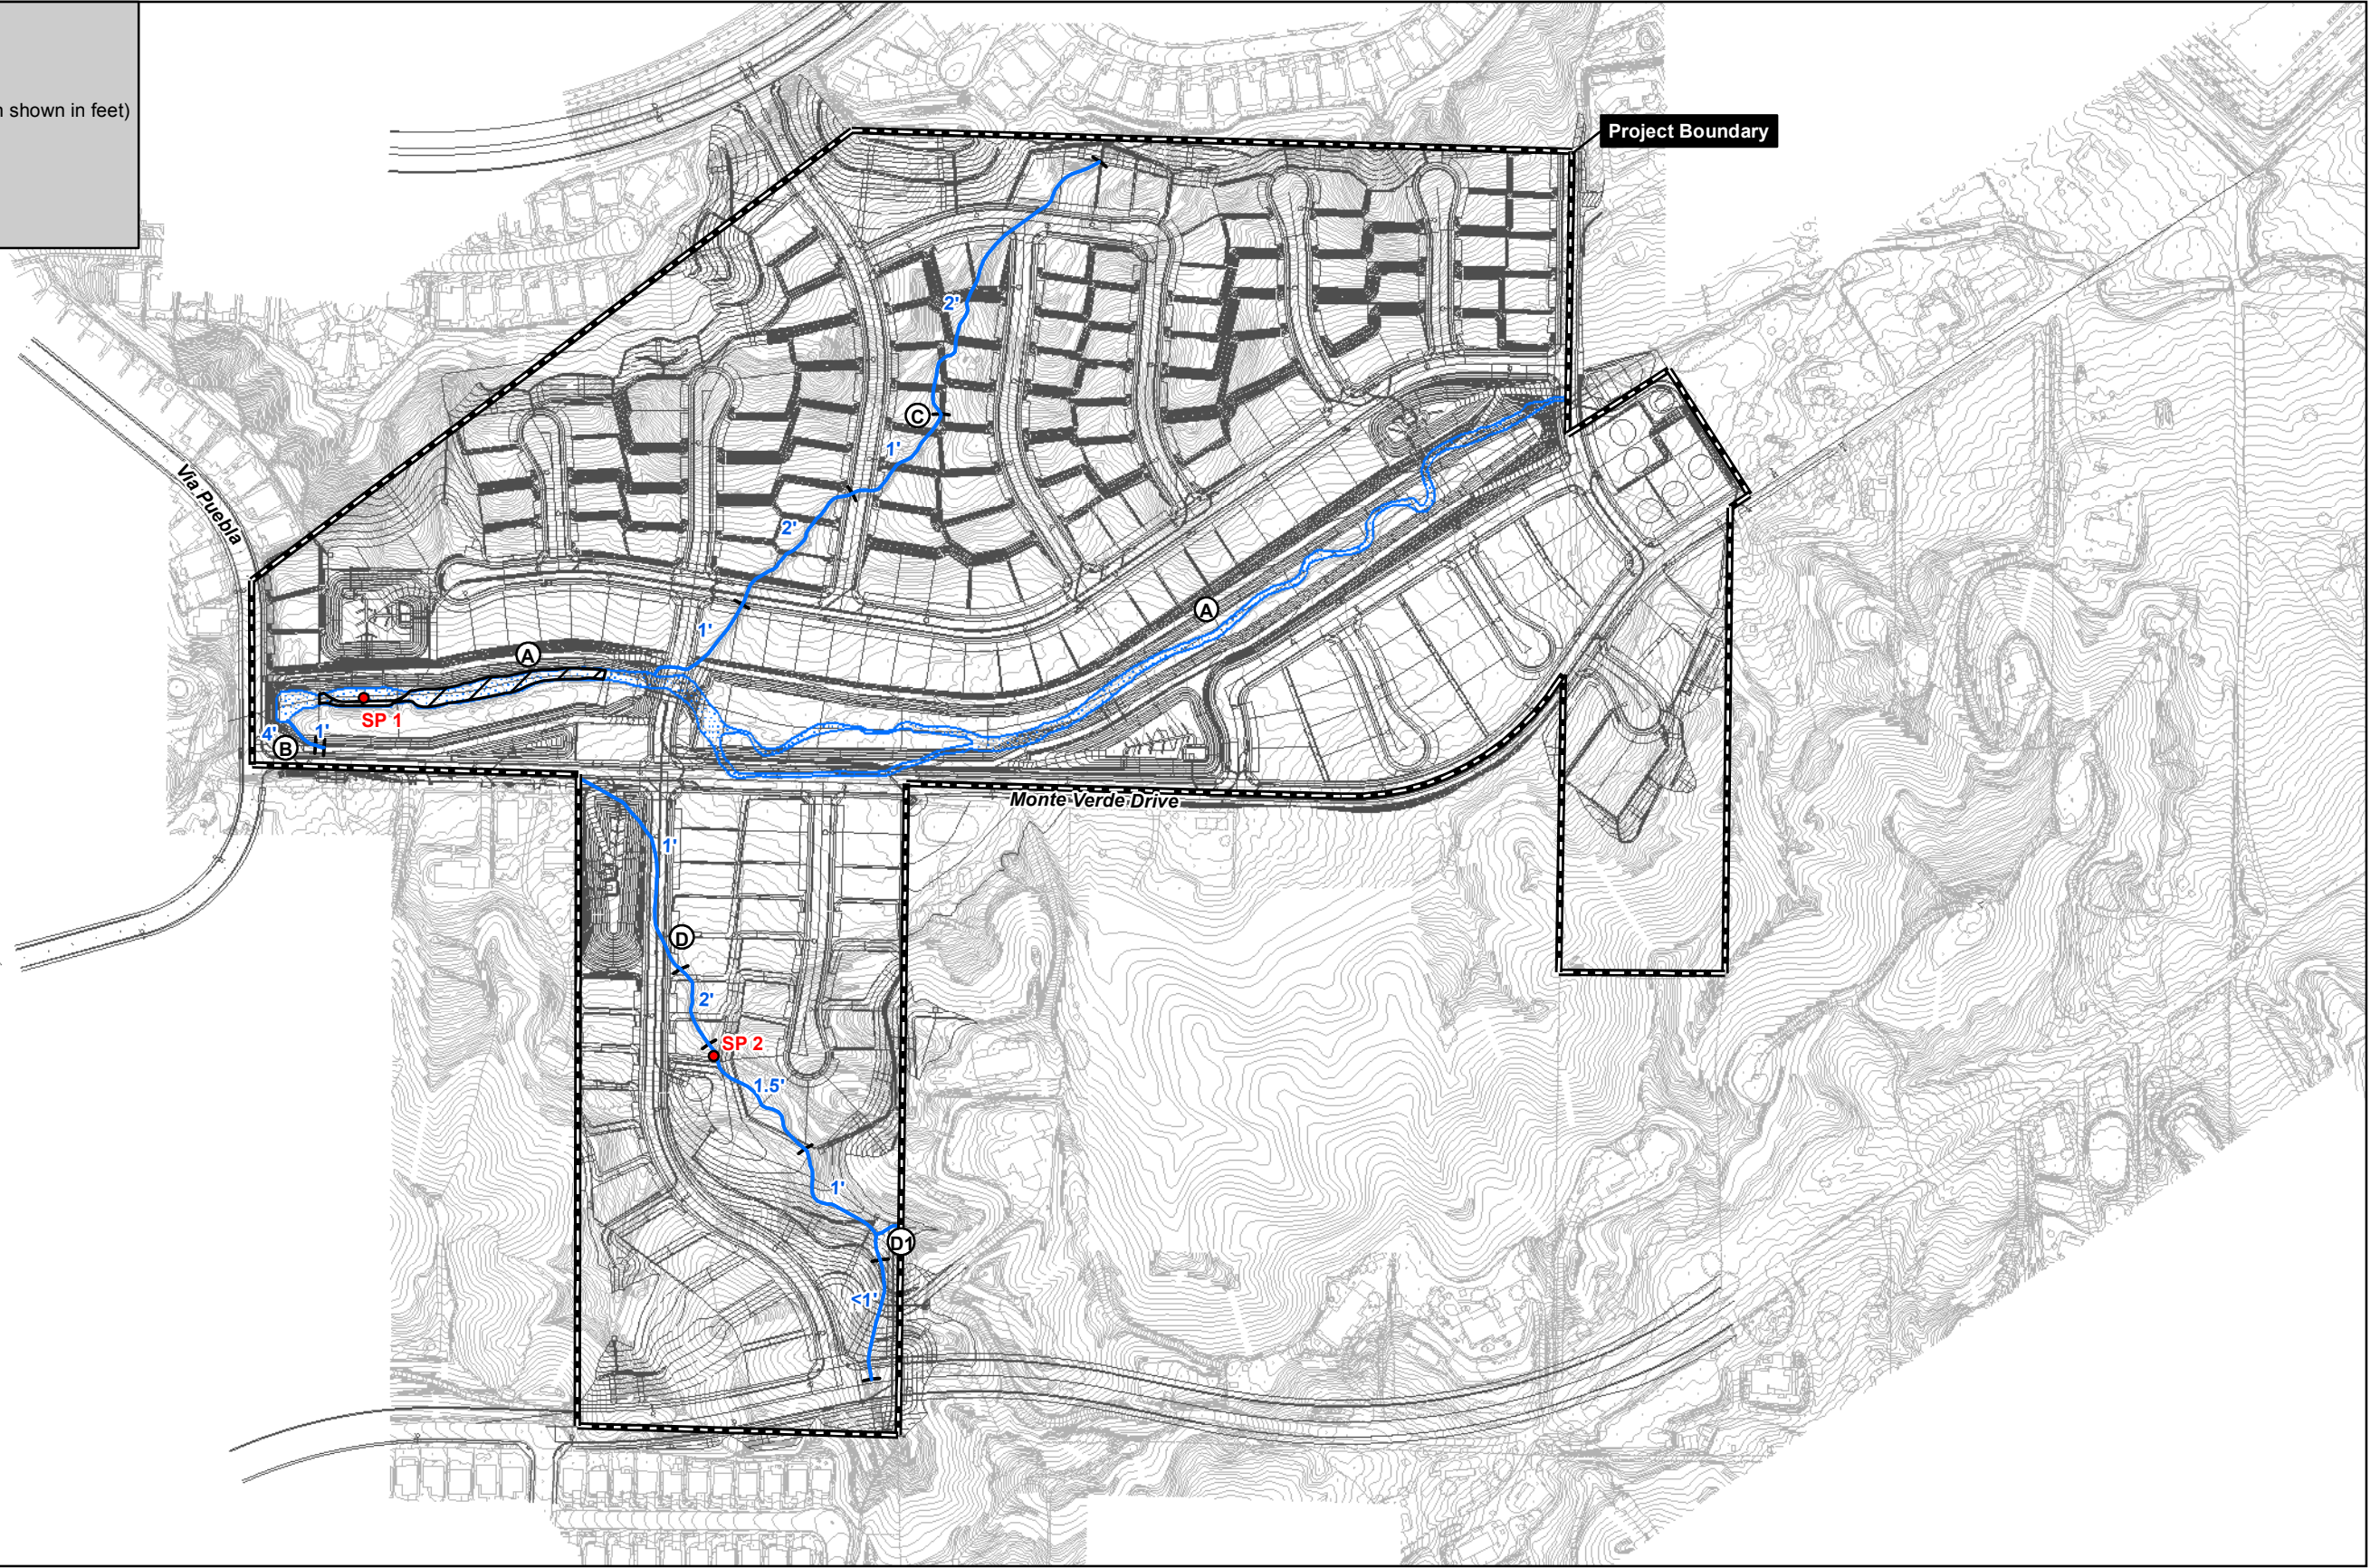 n shown in feet)
Project Boundary
2'
C
1'
Via Puebla
2'
A
1'
A
SP 1
4'
1'
B
Monte Verde Drive
1'
D
2'
SP 2
1.5'
1'
D1
<1'